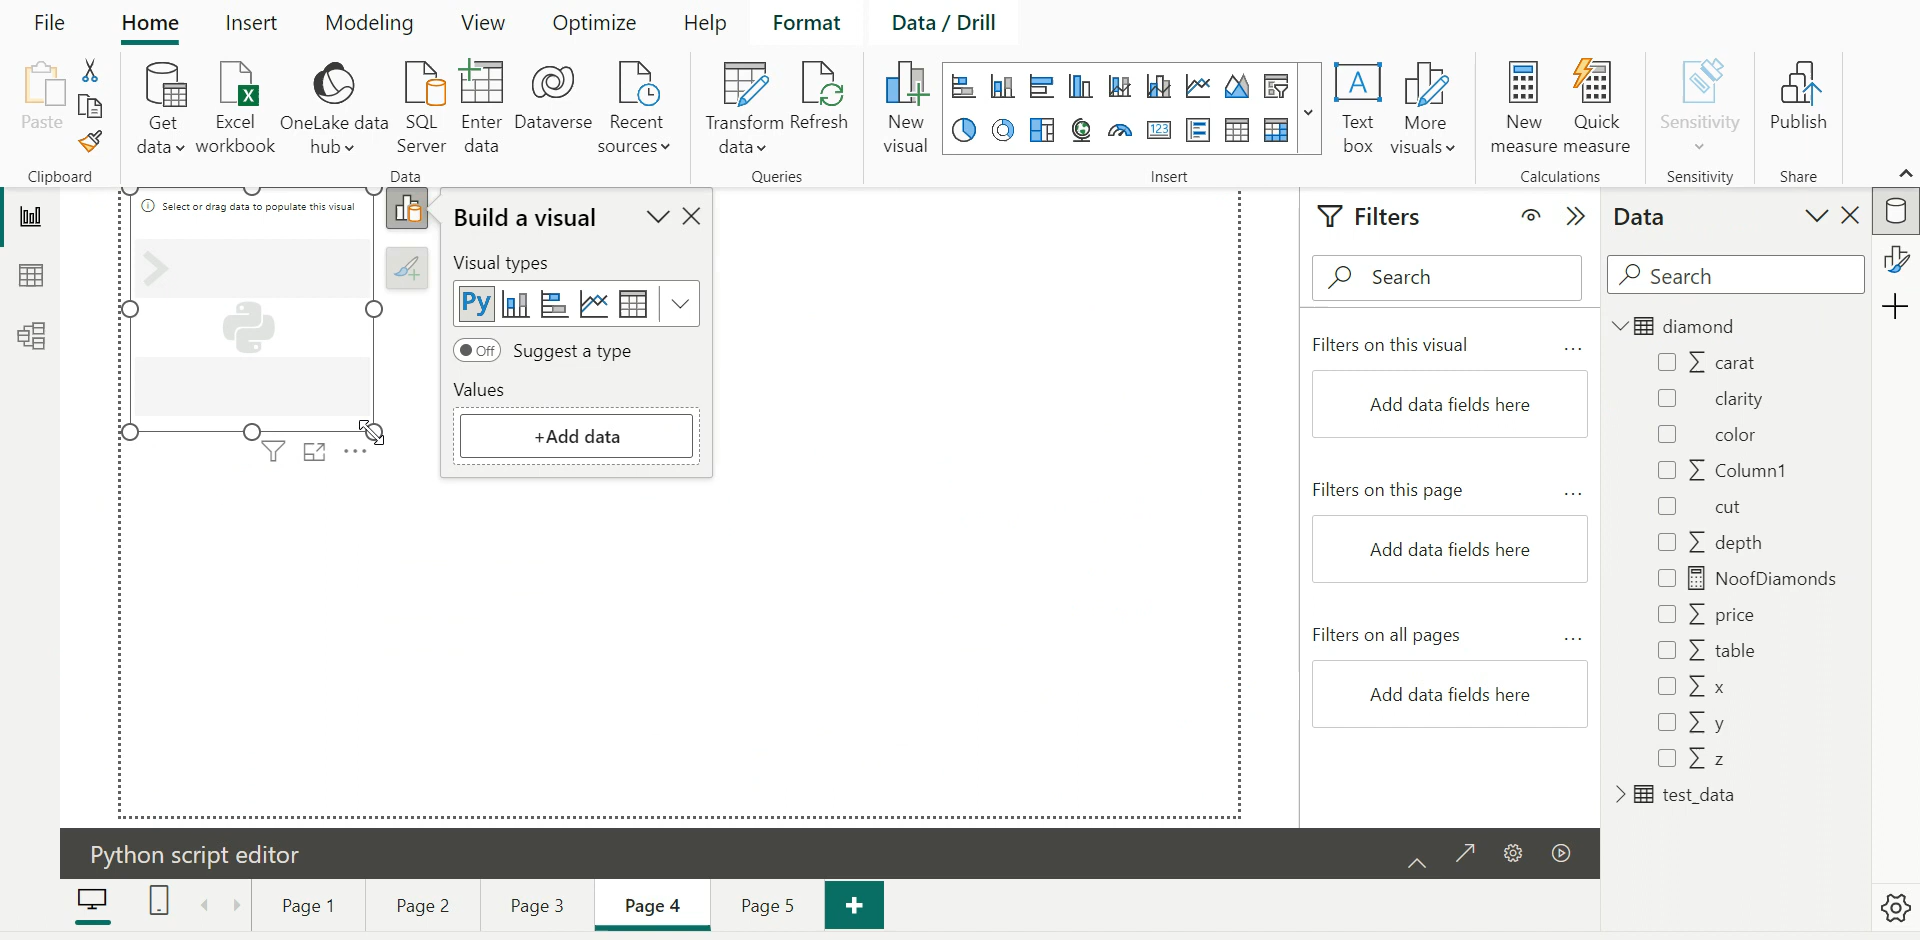 File
Home
Insert
Modeling
View
Optimize
Help
Format
Data / Drill
Paste
Get data
Excel workbook
OneLake data hub
SQL Server
Enter data
Dataverse
Recent sources
Transform data
Refresh
New visual
123
A
Text box
More visuals
New measure
Quick measure
Sensitivity
Publish
Clipboard
Data
Queries
Insert
Calculations
Sensitivity
Share
Select or drag data to populate this visual
Build a visual
Visual types
Py
Off
Suggest a type
Values
+Add data
Filters
Search
Filters on this visual
...
Add data fields here
Filters on this page
...
Add data fields here
Filters on all pages
...
Add data fields here
Data
Search
diamond
carat
clarity
color
Column1
cut
depth
NoofDiamonds
price
table
x
y
z
test_data
Python script editor
Page 1
Page 2
Page 3
Page 4
Page 5